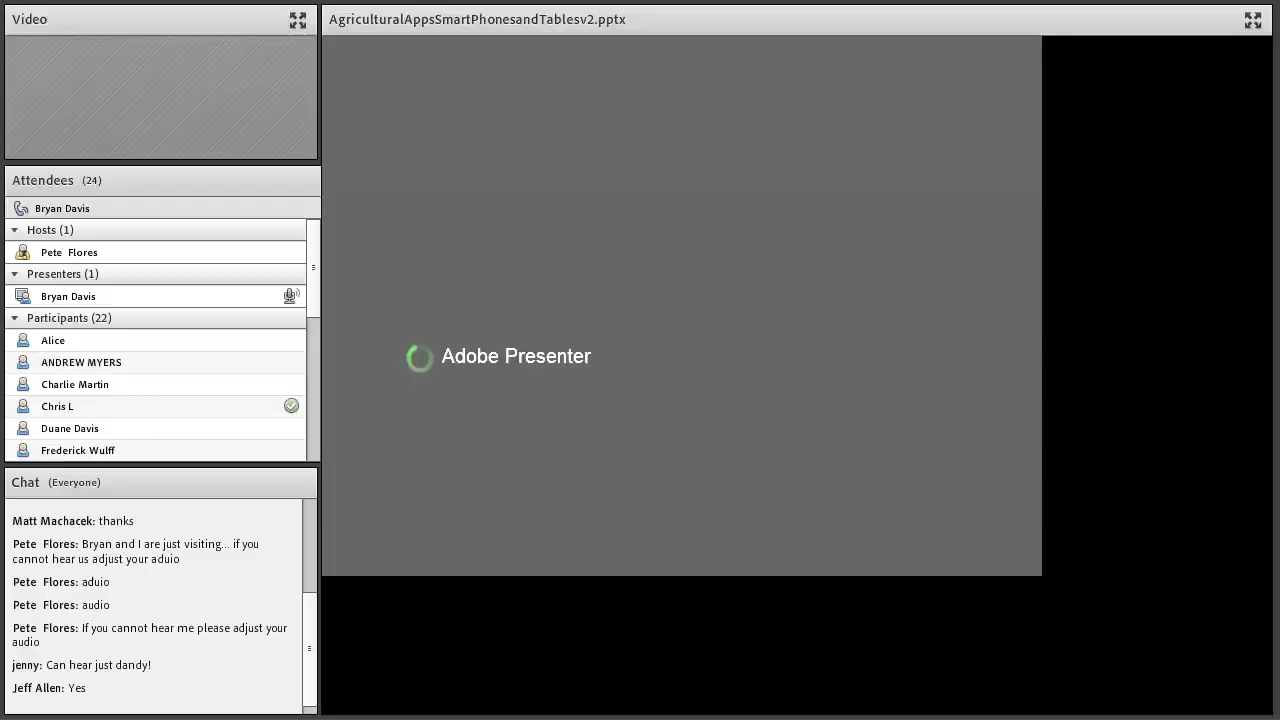 Video
AgriculturalAppsSmartPhonesandTablesv2.pptx
Attendees (24)
Bryan Davis
Hosts (1)
Pete Flores
Presenters (1)
Bryan Davis
Participants (22)
Alice
ANDREW MYERS
Charlie Martin
Chris L
Duane Davis
Frederick Wulff
Adobe Presenter
Chat (Everyone)
Matt Machacek: thanks
Pete Flores: Bryan and I are just visiting... if you
cannot hear us adjust your aduio
Pete Flores: aduio
Pete Flores: audio
Pete Flores: If you cannot hear me please adjust your
audio
jenny: Can hear just dandy!
Jeff Allen: Yes